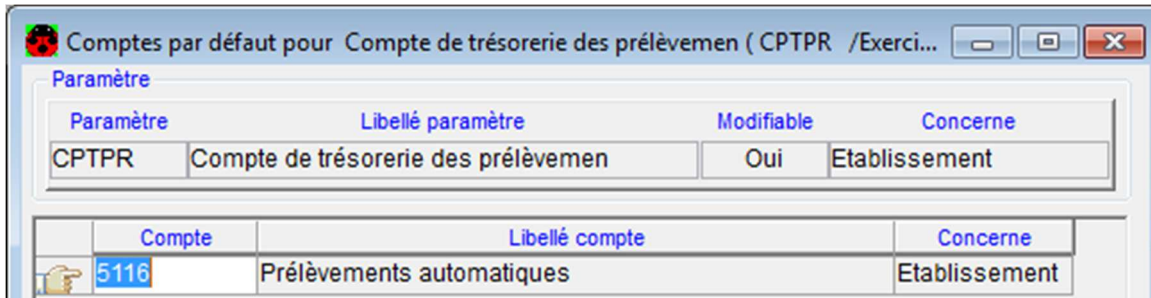 Comptes par défaut pour Compte de trésorerie des prélèvemen ( CPTPR /Exerci...
Paramètre
Paramètre Libellé paramètre Modifiable Concerne
CPTPR Compte de trésorerie des prélèvemen Oui Etablissement
Compte Libellé compte Concerne
5116 Prélèvements automatiques Etablissement